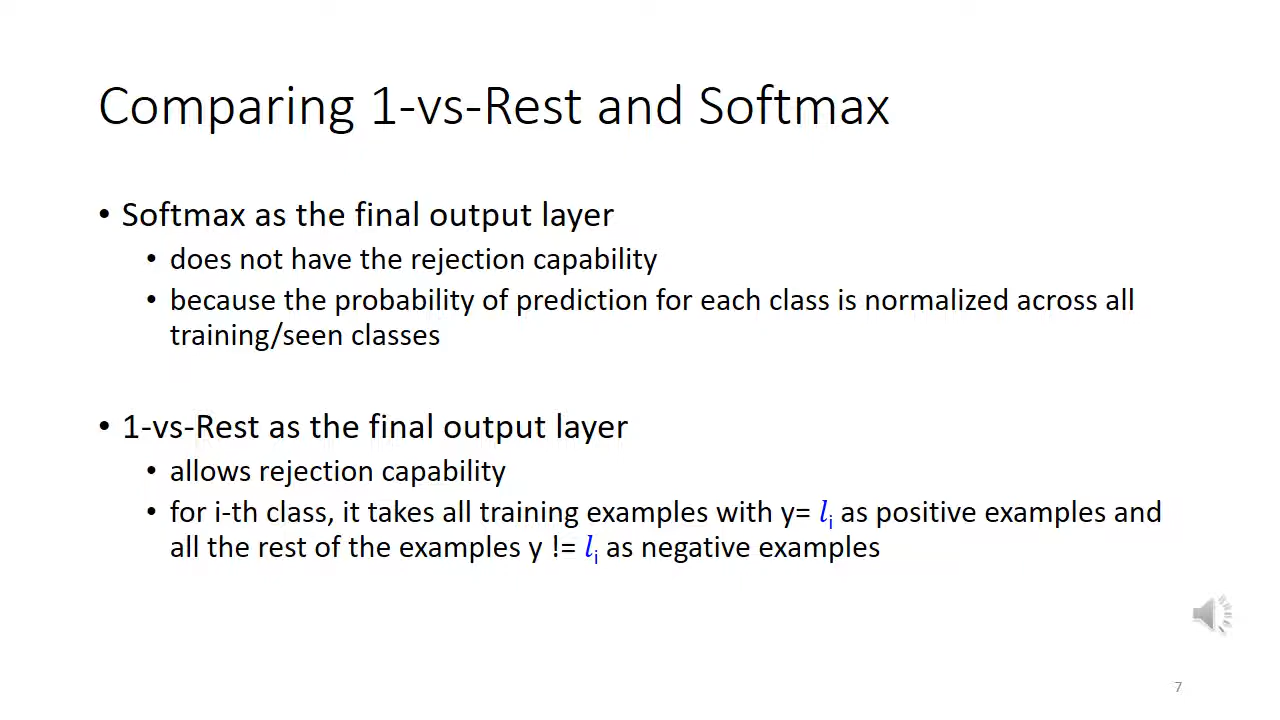 Comparing 1-vs-Rest and Softmax
• Softmax as the final output layer
• does not have the rejection capability
• because the probability of prediction for each class is normalized across all
training/seen classes
• 1-vs-Rest as the final output layer
• allows rejection capability
• for i-th class, it takes all training examples with y= lᵢ as positive examples and
all the rest of the examples y != lᵢ as negative examples
7